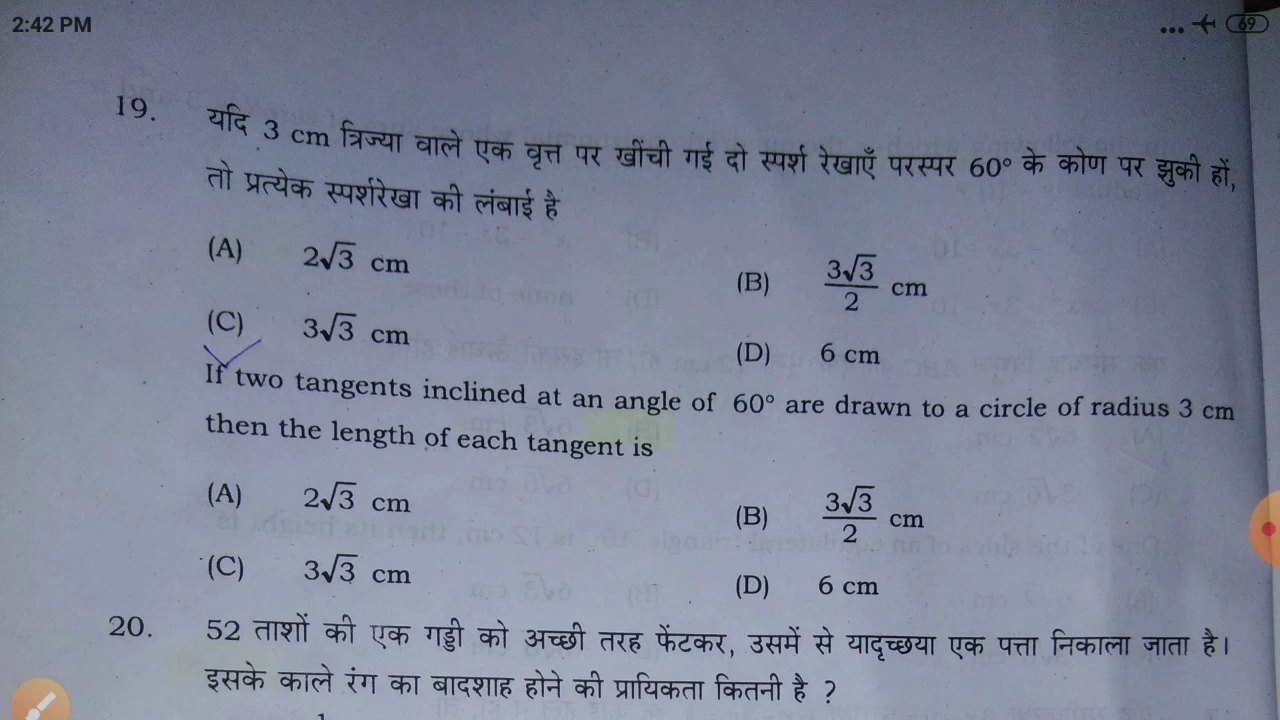 2:42 PM
69
19. यदि 3 cm त्रिज्या वाले एक वृत्त पर खींची गई दो स्पर्श रेखाएँ परस्पर 60° के कोण पर झुकी हों,
तो प्रत्येक स्पर्शरेखा की लंबाई है
(A) 2√3 cm
(B) 3√3/2 cm
(C) 3√3 cm
(D) 6 cm
If two tangents inclined at an angle of 60° are drawn to a circle of radius 3 cm
then the length of each tangent is
(A) 2√3 cm
(B) 3√3/2 cm
(C) 3√3 cm
(D) 6 cm
20. 52 ताशों की एक गड्डी को अच्छी तरह फेंटकर, उसमें से यादृच्छया एक पत्ता निकाला जाता है।
इसके काले रंग का बादशाह होने की प्रायिकता कितनी है ?